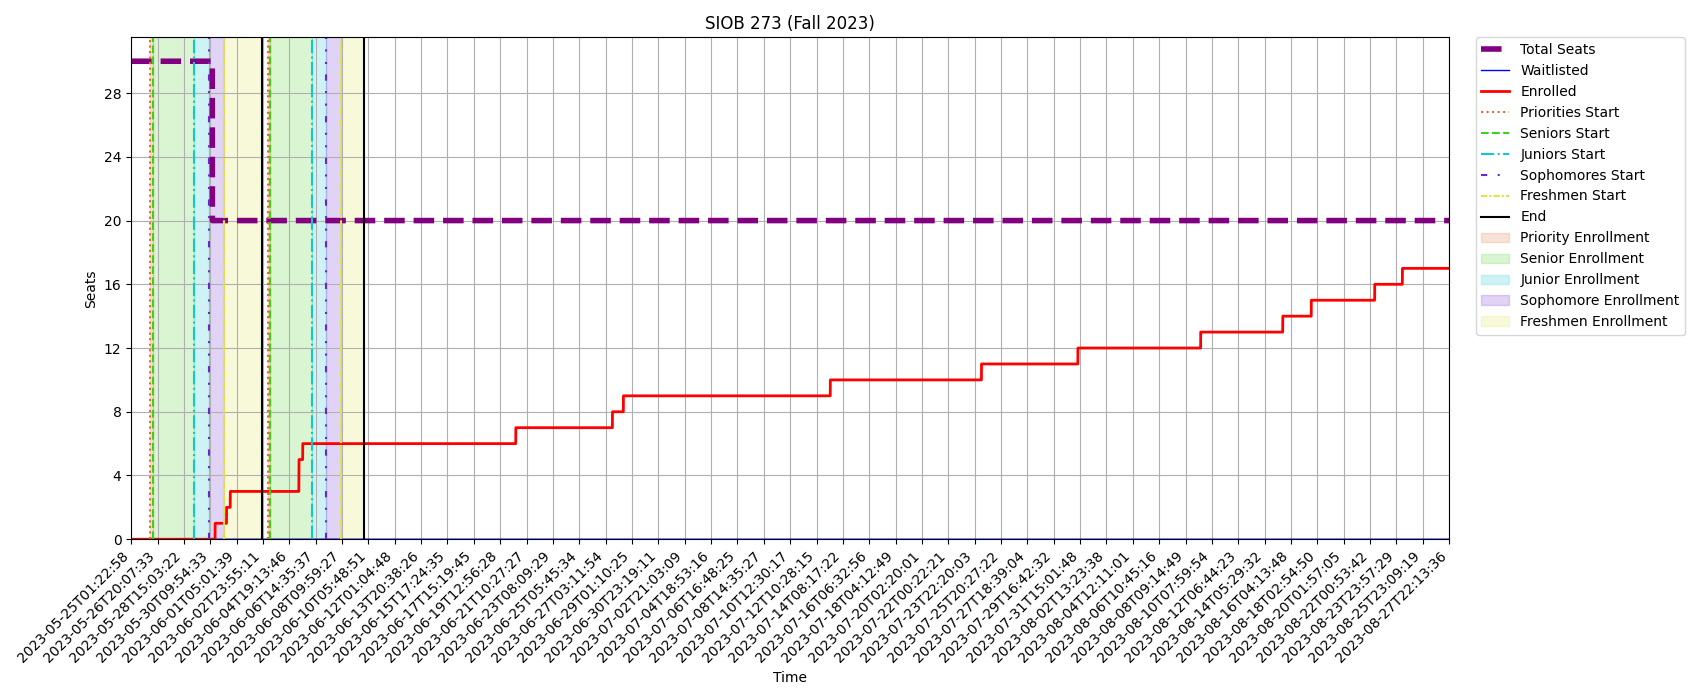 SIOB 273 (Fall 2023)
Seats
28
24
20
16
12
8
4
0
2023-05-25T01:22:58
2023-05-26T20:07:33
2023-05-28T15:03:22
2023-05-30T09:54:33
2023-06-01T05:01:39
2023-06-02T23:55:11
2023-06-04T19:13:46
2023-06-06T14:35:37
2023-06-08T09:59:27
2023-06-10T05:48:51
2023-06-12T01:04:48
2023-06-13T20:38:26
2023-06-15T17:24:35
2023-06-17T15:19:45
2023-06-19T12:56:28
2023-06-21T10:27:27
2023-06-23T08:09:29
2023-06-25T05:45:34
2023-06-27T03:11:54
2023-06-29T01:10:25
2023-06-30T23:19:11
2023-07-02T21:03:09
2023-07-04T18:53:16
2023-07-06T16:48:25
2023-07-08T14:35:27
2023-07-10T12:30:17
2023-07-12T10:28:15
2023-07-14T08:17:22
2023-07-16T06:32:56
2023-07-18T04:12:49
2023-07-20T02:20:01
2023-07-22T00:22:21
2023-07-23T22:20:03
2023-07-25T20:27:22
2023-07-27T18:39:04
2023-07-29T16:42:32
2023-07-31T15:01:48
2023-08-02T13:23:38
2023-08-04T12:11:01
2023-08-06T10:45:16
2023-08-08T09:14:49
2023-08-10T07:59:54
2023-08-12T06:44:23
2023-08-14T05:29:32
2023-08-16T04:13:48
2023-08-18T02:54:50
2023-08-20T01:57:05
2023-08-22T00:53:42
2023-08-23T23:57:29
2023-08-25T23:09:19
2023-08-27T22:13:36
Time
Total Seats
Waitlisted
Enrolled
Priorities Start
Seniors Start
Juniors Start
Sophomores Start
Freshmen Start
End
Priority Enrollment
Senior Enrollment
Junior Enrollment
Sophomore Enrollment
Freshmen Enrollment